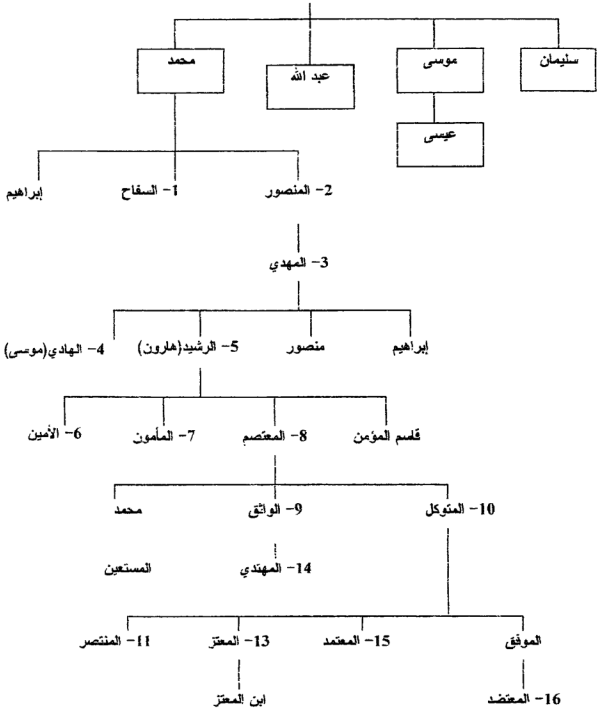 سليمان
موسى
عبد الله
محمد
عيسى
2- المنصور
1- السفاح
إبراهيم
3- المهدي
إبراهيم
منصور
5- الرشيد(هارون)
4- الهادي(موسى)
قاسم المؤمن
8- المعتصم
7- المأمون
6- الأمين
10- المتوكل
9- الواثق
محمد
14- المهتدي
المستعين
الموفق
15- المعتمد
13- المعتز
11- المنتصر
16- المعتضد
ابن المعتز